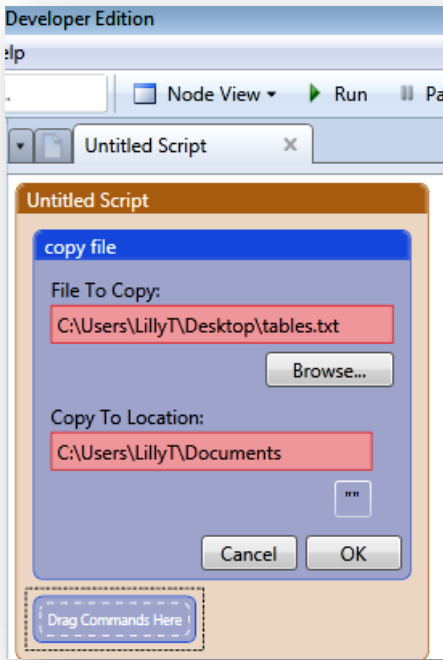 Developer Edition
elp
Node View
Run
Pa
Untitled Script
Untitled Script
copy file
File To Copy:
C:\Users\LillyT\Desktop\tables.txt
Browse...
Copy To Location:
C:\Users\LillyT\Documents
""
Cancel
OK
Drag Commands Here